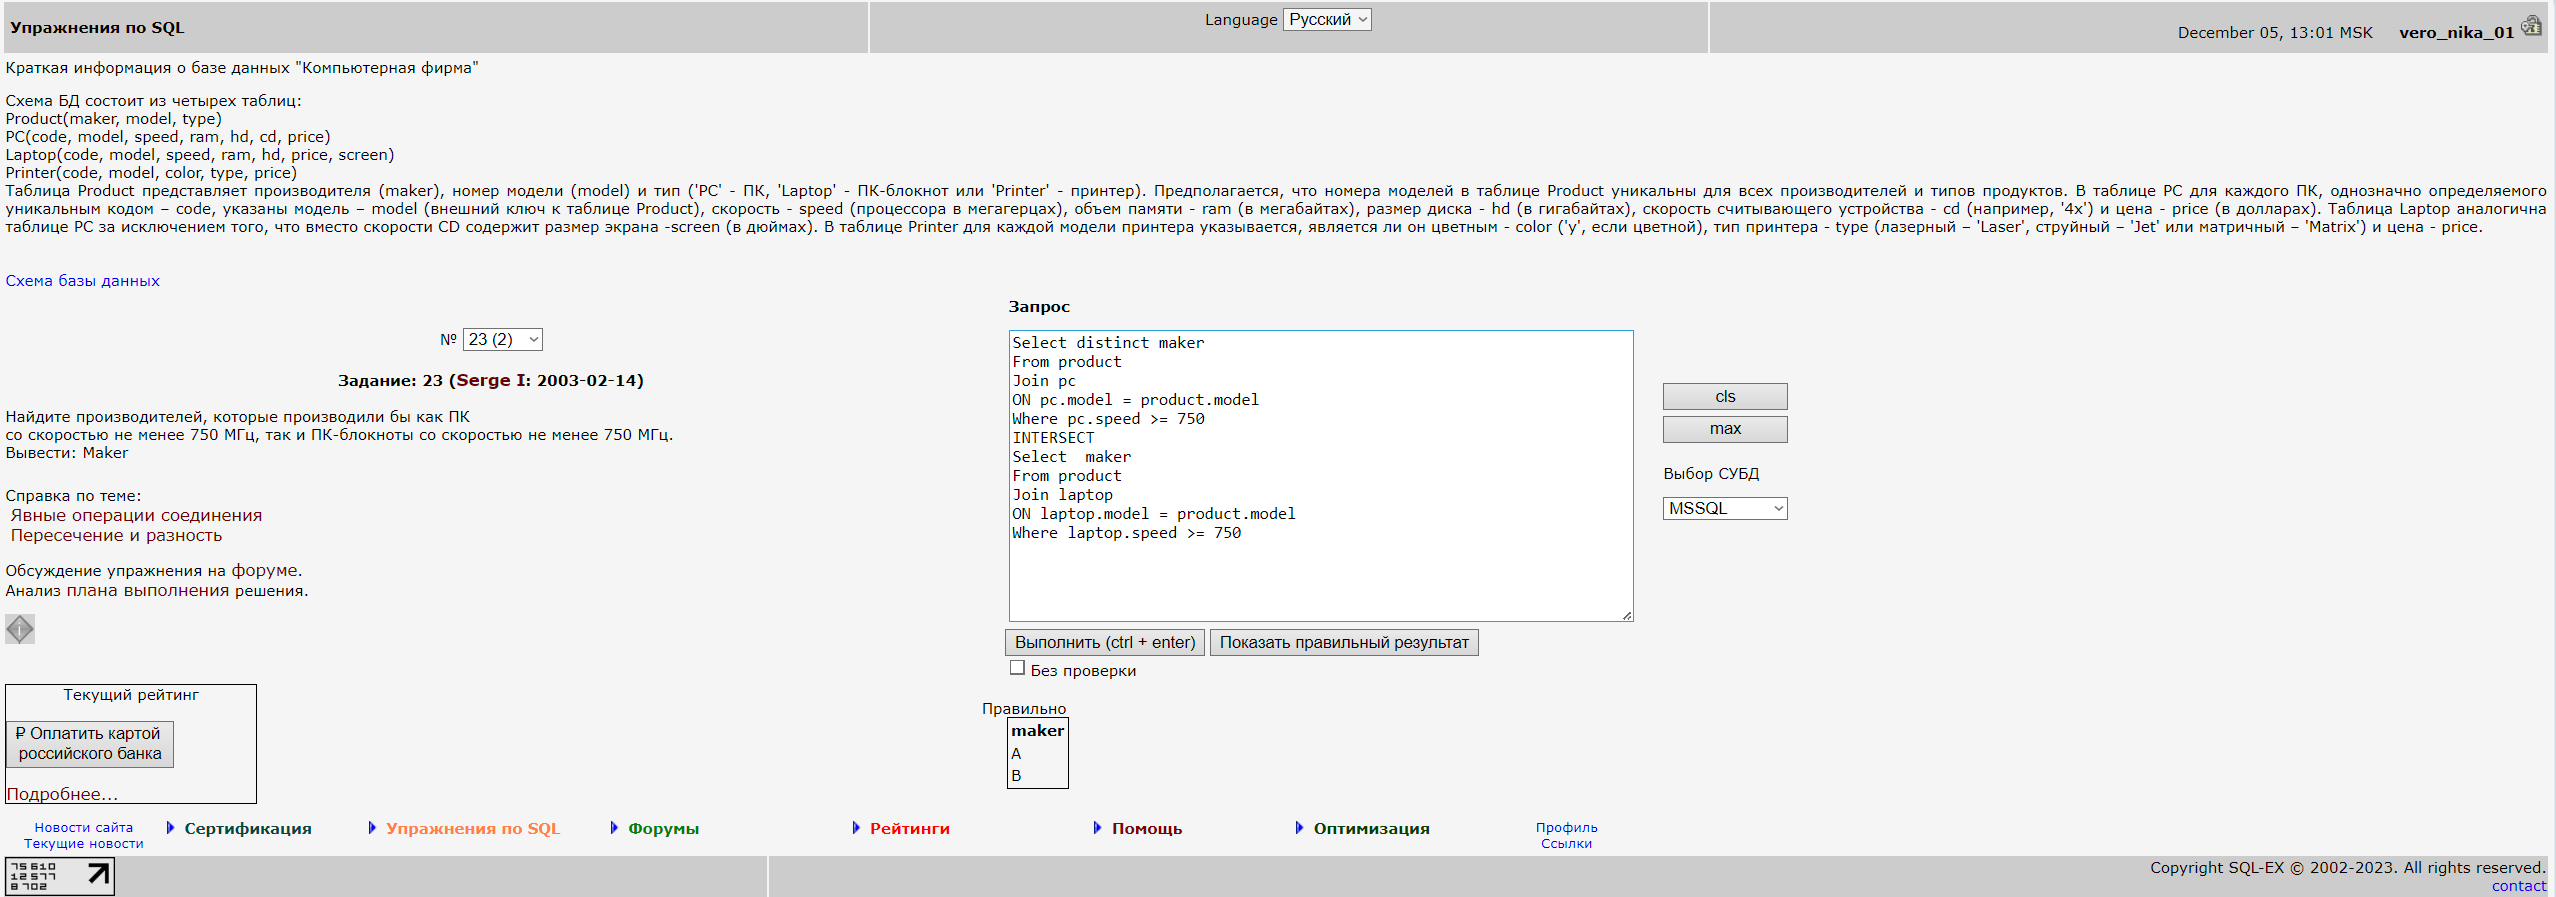 Упражнения по SQL
Language Русский
December 05, 13:01 MSK vero_nika_01
Краткая информация о базе данных "Компьютерная фирма"
Схема БД состоит из четырех таблиц:
Product(maker, model, type)
PC(code, model, speed, ram, hd, cd, price)
Laptop(code, model, speed, ram, hd, price, screen)
Printer(code, model, color, type, price)
Таблица Product представляет производителя (maker), номер модели (model) и тип ('PC' - ПК, 'Laptop' - ПК-блокнот или 'Printer' - принтер). Предполагается, что номера моделей в таблице Product уникальны для всех производителей и типов продуктов. В таблице PC для каждого ПК, однозначно определяемого
уникальным кодом – code, указаны модель – model (внешний ключ к таблице Product), скорость - speed (процессора в мегагерцах), объем памяти - ram (в мегабайтах), размер диска - hd (в гигабайтах), скорость считывающего устройства - cd (например, '4x') и цена - price (в долларах). Таблица Laptop аналогична
таблице РС за исключением того, что вместо скорости CD содержит размер экрана -screen (в дюймах). В таблице Printer для каждой модели принтера указывается, является ли он цветным - color ('y', если цветной), тип принтера - type (лазерный – 'Laser', струйный – 'Jet' или матричный – 'Matrix') и цена - price.
Схема базы данных
№ 23 (2)
Задание: 23 (Serge I: 2003-02-14)
Найдите производителей, которые производили бы как ПК
со скоростью не менее 750 МГц, так и ПК-блокноты со скоростью не менее 750 МГц.
Вывести: Maker
Справка по теме:
Явные операции соединения
Пересечение и разность
Обсуждение упражнения на форуме.
Анализ плана выполнения решения.
Текущий рейтинг
₽ Оплатить картой
российского банка
Подробнее...
Запрос
Select distinct maker
From product
Join pc
ON pc.model = product.model
Where pc.speed >= 750
INTERSECT
Select  maker
From product
Join laptop
ON laptop.model = product.model
Where laptop.speed >= 750
cls
max
Выбор СУБД
MSSQL
Выполнить (ctrl + enter) Показать правильный результат
Без проверки
Правильно
maker
A
B
Новости сайта
Текущие новости
Сертификация
Упражнения по SQL
Форумы
Рейтинги
Помощь
Оптимизация
Профиль
Ссылки
75610
12577
8702
Copyright SQL-EX © 2002-2023. All rights reserved.
contact